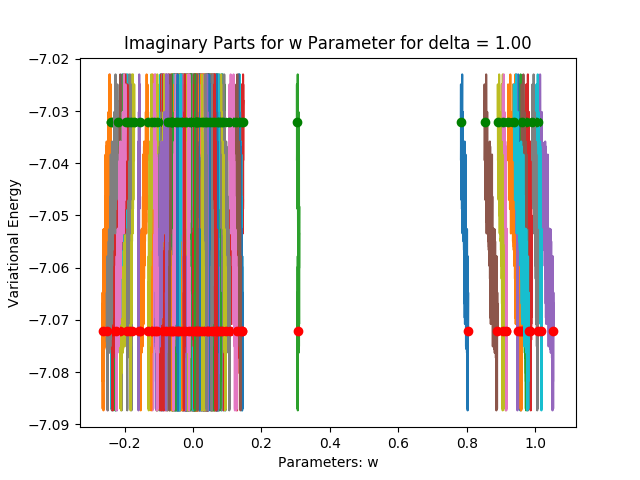 Imaginary Parts for w Parameter for delta = 1.00
−7.02
−7.03
−7.04
−7.05
−7.06
−7.07
−7.08
−7.09
Variational Energy
−0.2 0.0 0.2 0.4 0.6 0.8 1.0
Parameters: w